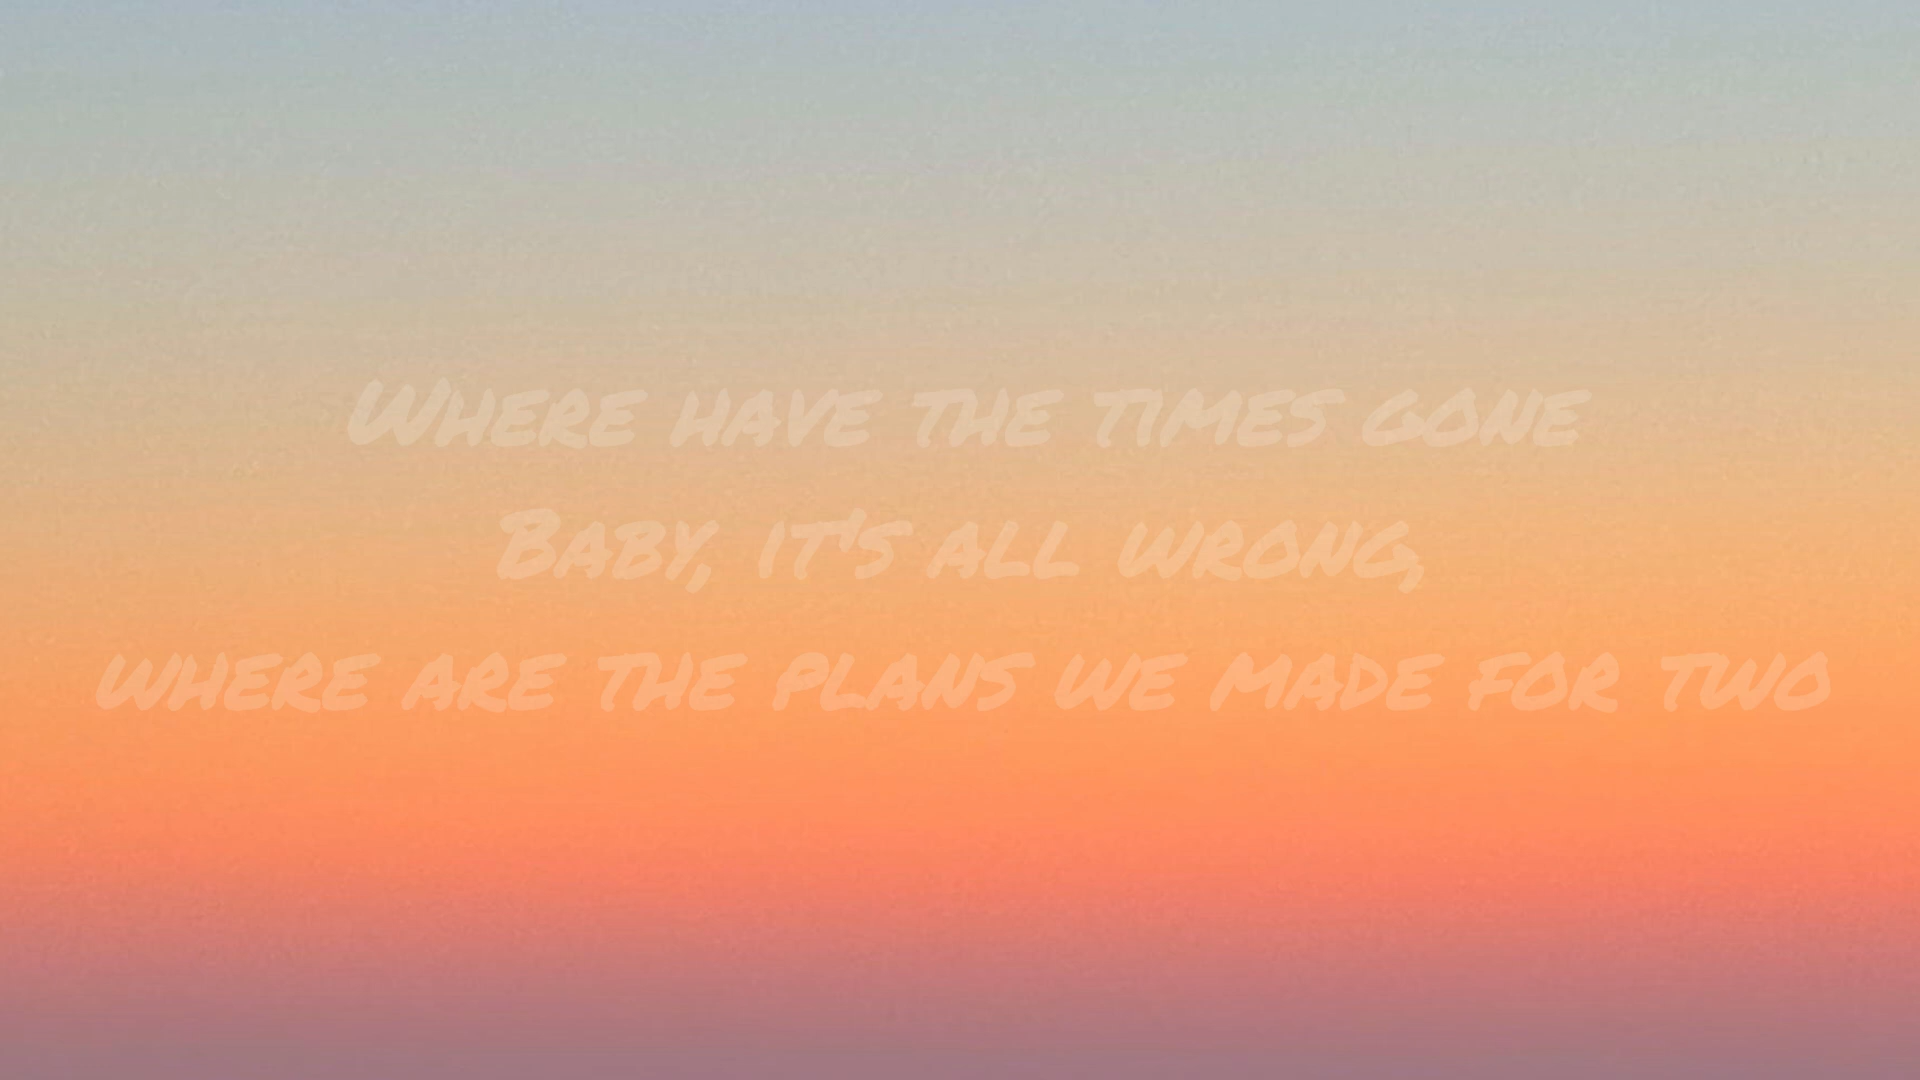 Where have the times gone
Baby, it's all wrong,
where are the plans we made for two